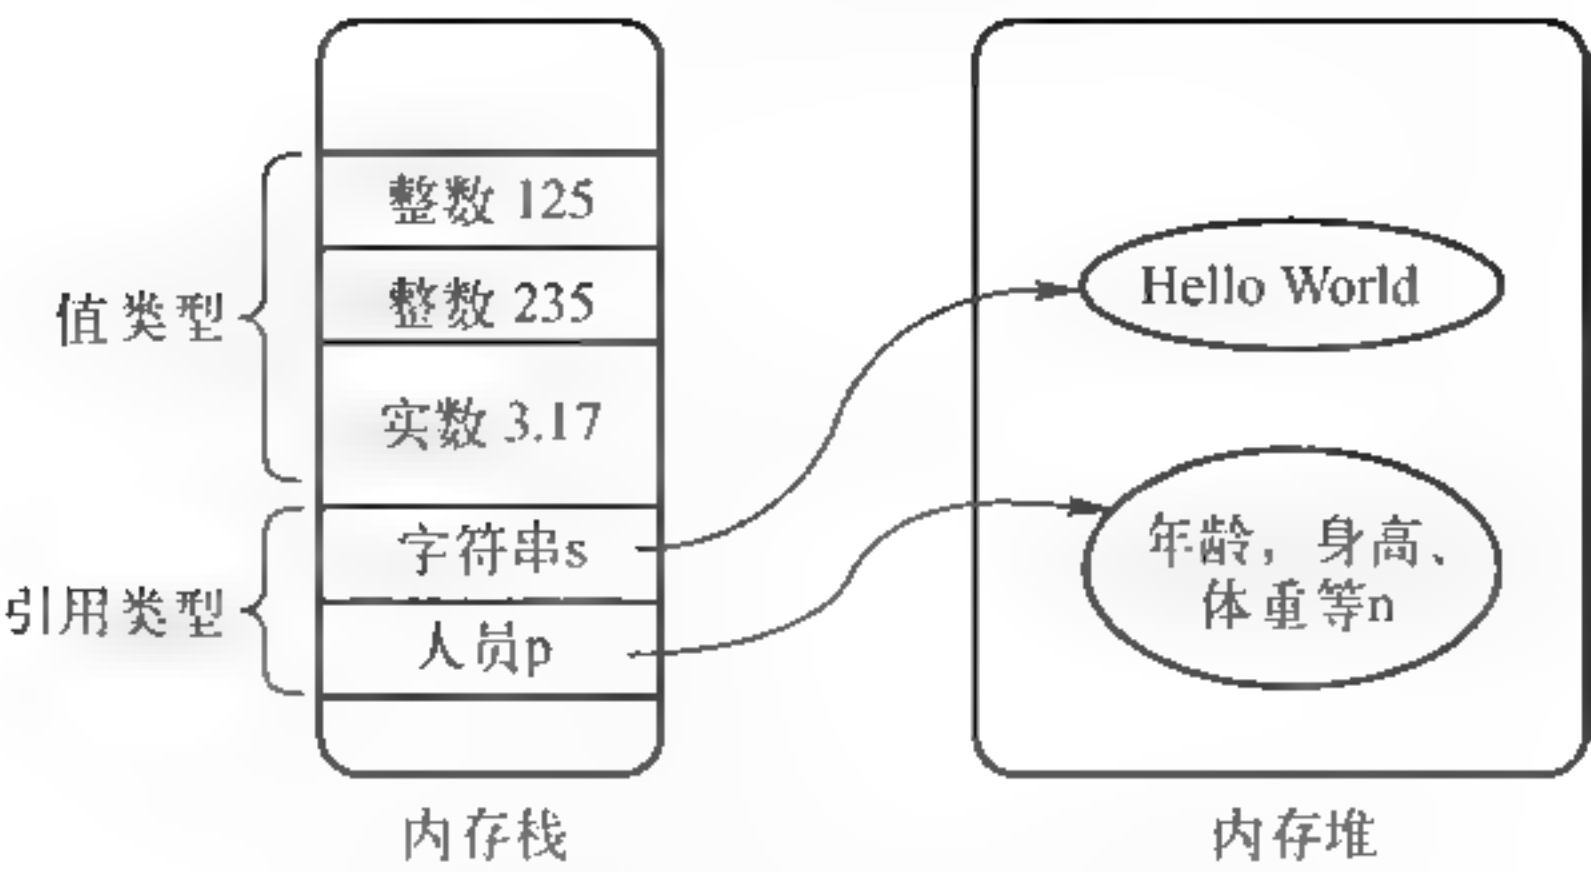 整数 125
整数 235
值类型
实数 3.17
字符串s
引用类型
人员p
内存栈
Hello World
年龄，身高、
体重等n
内存堆